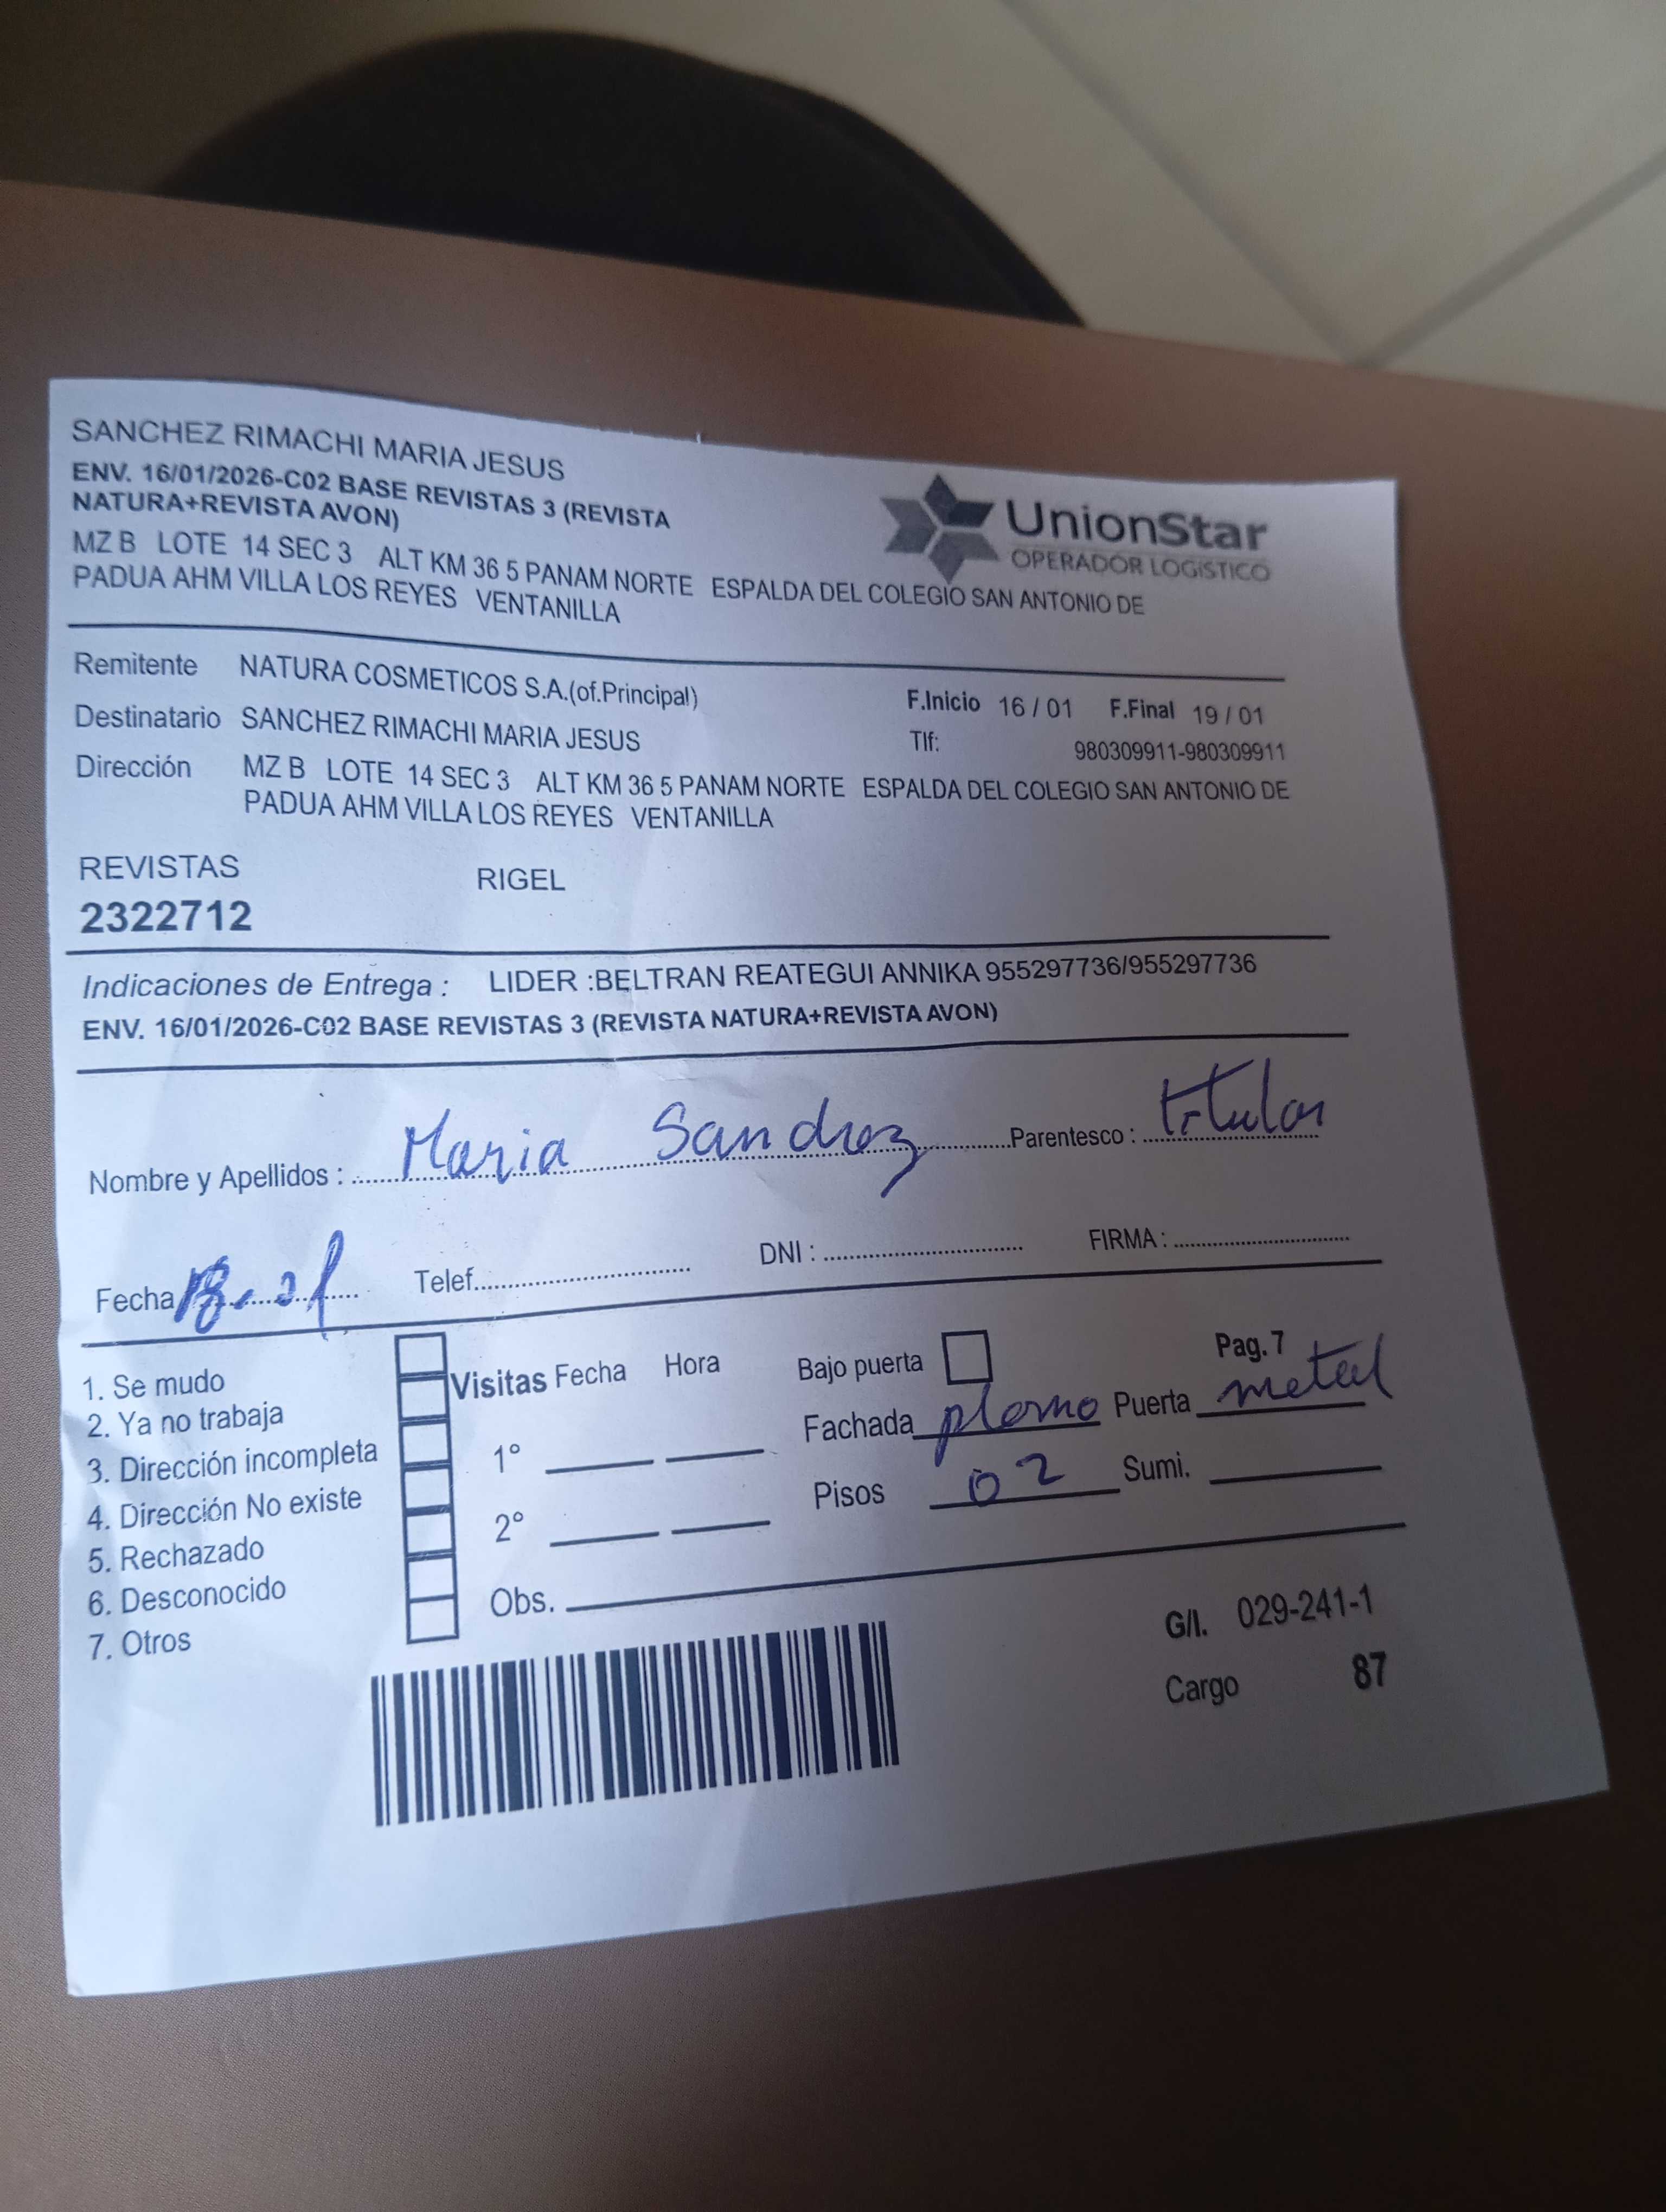 SANCHEZ RIMACHI MARIA JESUS
ENV. 16/01/2026-C02 BASE REVISTAS 3 (REVISTA
NATURA+REVISTA AVON)
UnionStar
OPERADOR LOGISTICO
MZ B LOTE 14 SEC 3 ALT KM 36 5 PANAM NORTE ESPALDA DEL COLEGIO SAN ANTONIO DE
PADUA AHM VILLA LOS REYES VENTANILLA
Remitente NATURA COSMETICOS S.A.(of.Principal) F.Inicio 16 / 01 F.Final 19 / 01
Destinatario SANCHEZ RIMACHI MARIA JESUS Tlf: 980309911-980309911
Dirección MZ B LOTE 14 SEC 3 ALT KM 36 5 PANAM NORTE ESPALDA DEL COLEGIO SAN ANTONIO DE
PADUA AHM VILLA LOS REYES VENTANILLA
REVISTAS RIGEL
2322712
Indicaciones de Entrega : LIDER :BELTRAN REATEGUI ANNIKA 955297736/955297736
ENV. 16/01/2026-C02 BASE REVISTAS 3 (REVISTA NATURA+REVISTA AVON)
Nombre y Apellidos : Maria Sanchez Parentesco : titular
Fecha Telef. DNI : FIRMA :
1. Se mudo Visitas Fecha Hora Bajo puerta Pag. 7
2. Ya no trabaja Fachada plomo Puerta metal
3. Dirección incompleta 1°
4. Dirección No existe Pisos 02 Sumi.
5. Rechazado 2°
6. Desconocido Obs.
7. Otros
G/I. 029-241-1
Cargo 87